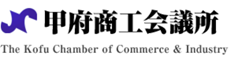 甲府商工会議所
The Kofu Chamber of Commerce & Industry